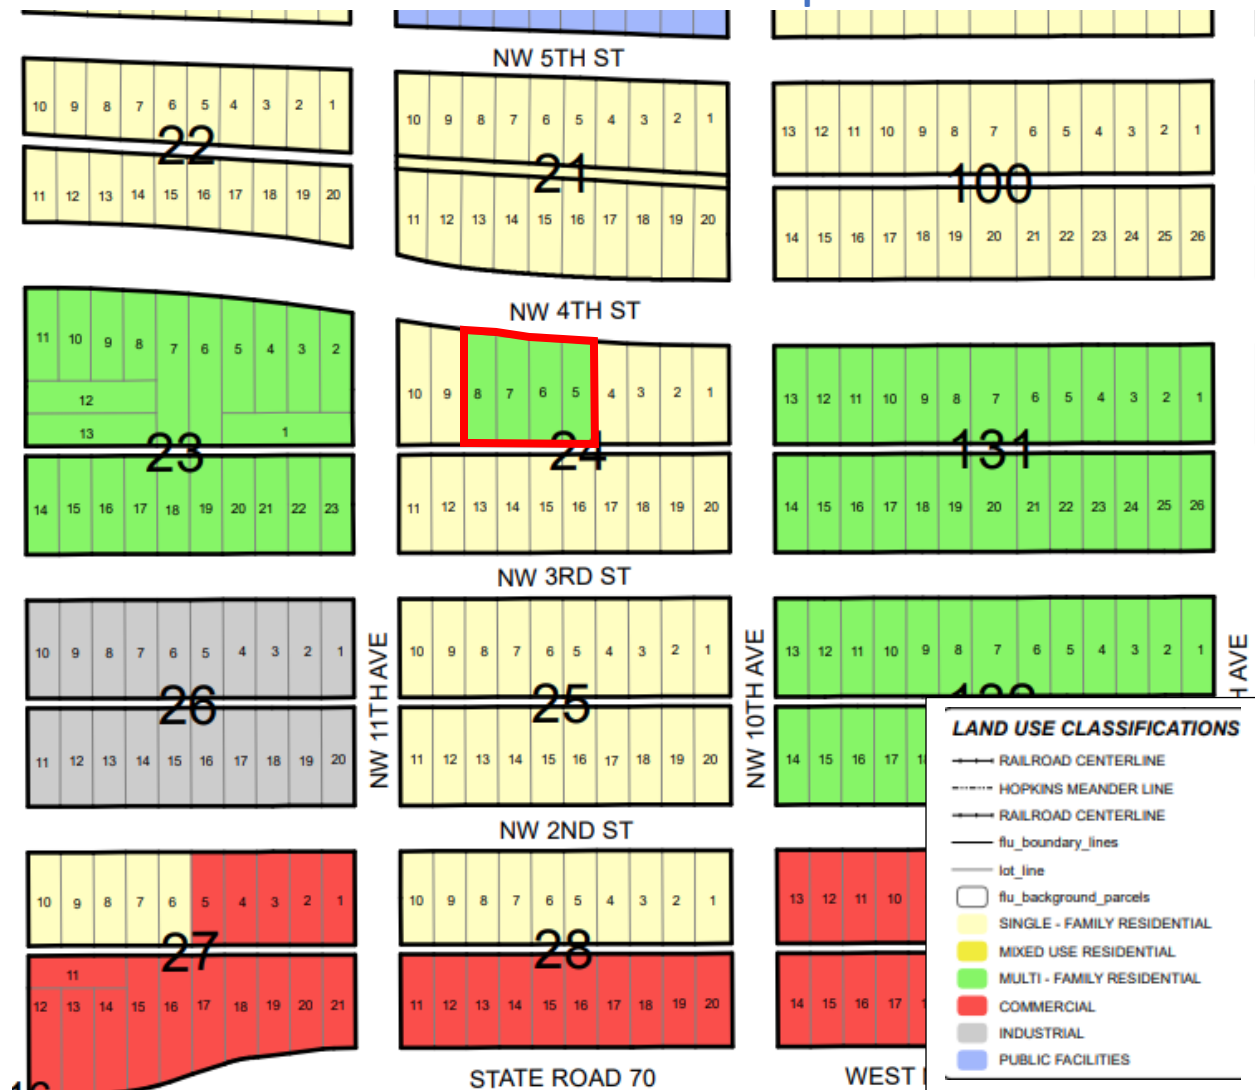 NW 5TH ST
10 9 8 7 6 5 4 3 2 1
22
11 12 13 14 15 16 17 18 19 20
10 9 8 7 6 5 4 3 2 1
21
11 12 13 14 15 16 17 18 19 20
13 12 11 10 9 8 7 6 5 4 3 2 1
100
14 15 16 17 18 19 20 21 22 23 24 25 26
NW 4TH ST
11 10 9 8 7 6 5 4 3 2
12
13 1
23
14 15 16 17 18 19 20 21 22 23
10 9 8 7 6 5 4 3 2 1
24
11 12 13 14 15 16 17 18 19 20
13 12 11 10 9 8 7 6 5 4 3 2 1
131
14 15 16 17 18 19 20 21 22 23 24 25 26
NW 3RD ST
10 9 8 7 6 5 4 3 2 1
26
11 12 13 14 15 16 17 18 19 20
NW 11TH AVE
10 9 8 7 6 5 4 3 2 1
25
11 12 13 14 15 16 17 18 19 20
NW 10TH AVE
13 12 11 10 9 8 7 6 5 4 3 2 1
14 15 16 17
H AVE
NW 2ND ST
10 9 8 7 6 5 4 3 2 1
27
11
12 13 14 15 16 17 18 19 20 21
10 9 8 7 6 5 4 3 2 1
28
11 12 13 14 15 16 17 18 19 20
13 12 11 10
14 15 16 17
STATE ROAD 70
WEST
LAND USE CLASSIFICATIONS
RAILROAD CENTERLINE
HOPKINS MEANDER LINE
RAILROAD CENTERLINE
flu_boundary_lines
lot_line
flu_background_parcels
SINGLE - FAMILY RESIDENTIAL
MIXED USE RESIDENTIAL
MULTI - FAMILY RESIDENTIAL
COMMERCIAL
INDUSTRIAL
PUBLIC FACILITIES